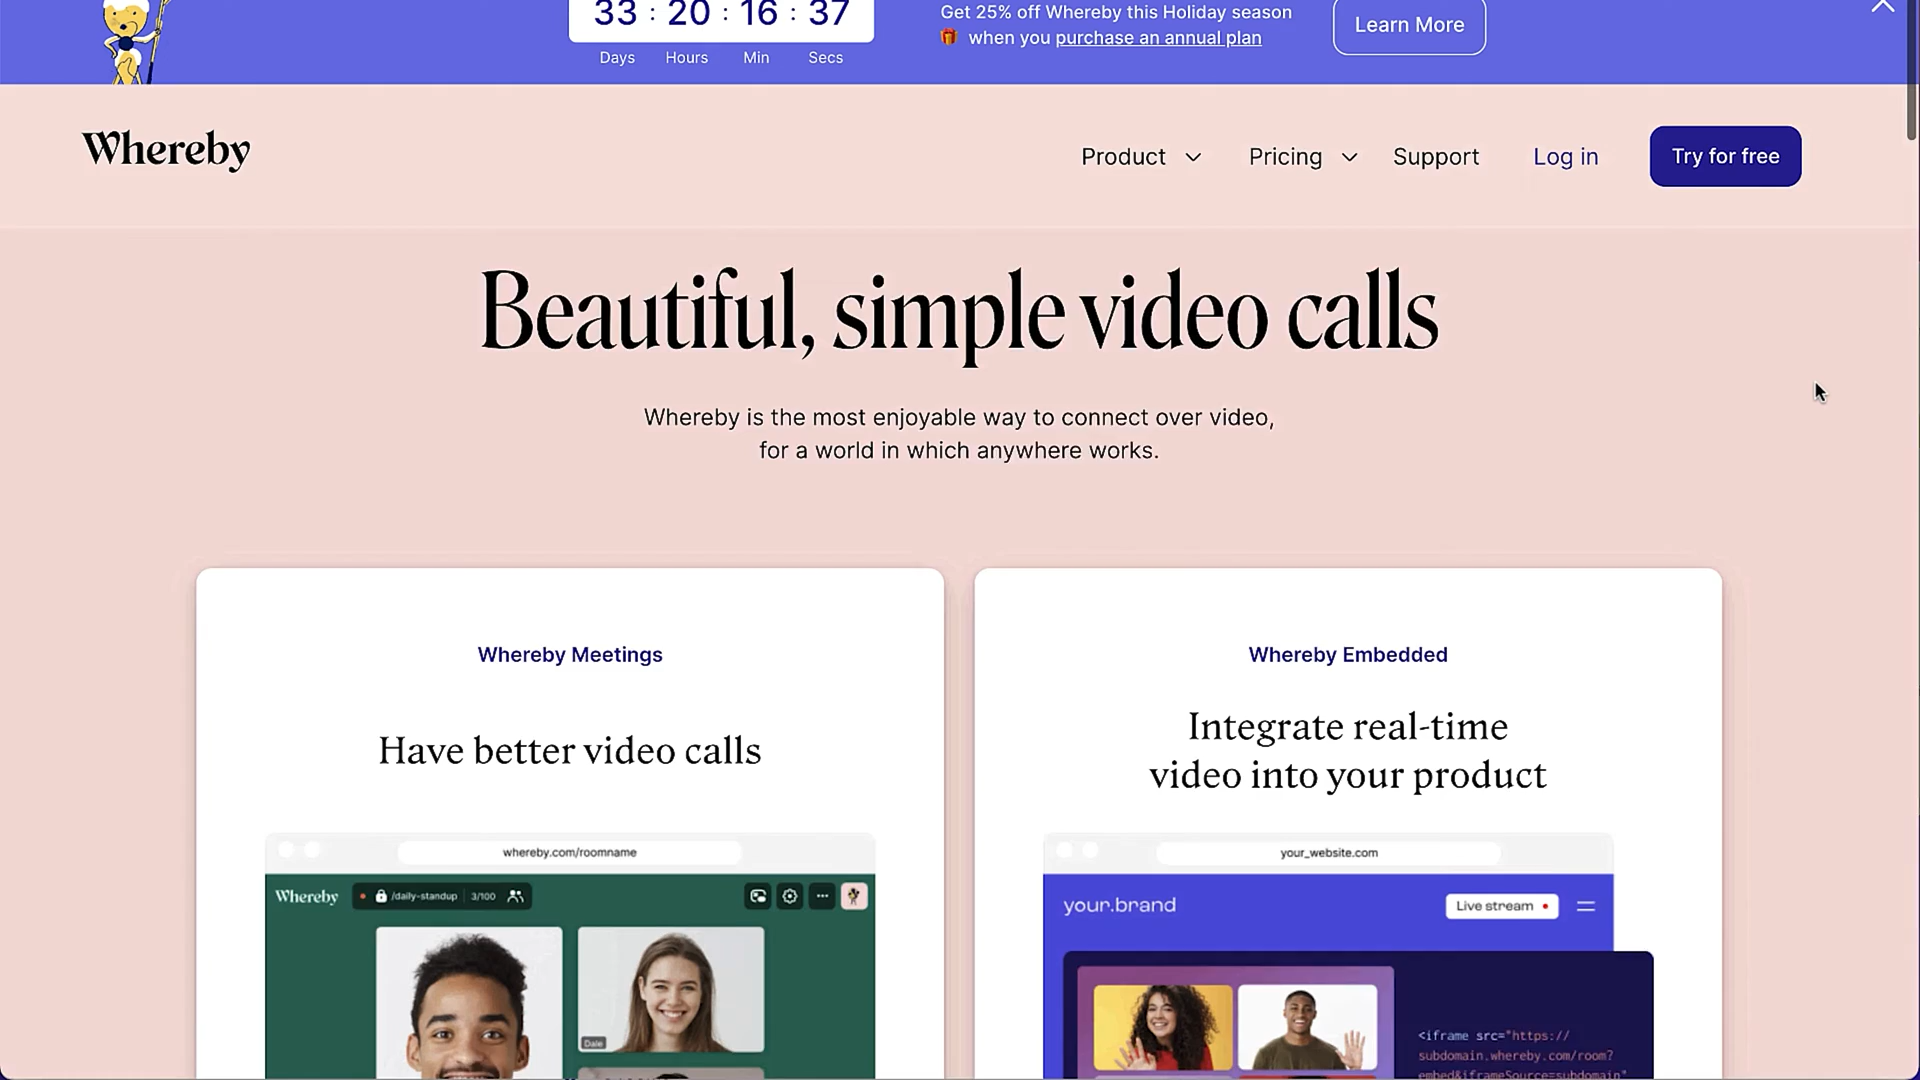 33 : 20 : 16 : 37
Days Hours Min Secs
Get 25% off Whereby this Holiday season
when you purchase an annual plan
Learn More
Whereby
Product
Pricing
Support
Log in
Try for free
Beautiful, simple video calls
Whereby is the most enjoyable way to connect over video,
for a world in which anywhere works.
Whereby Meetings
Have better video calls
whereby.com/roomname
Whereby
/daily-standup
3/100
Dale
Whereby Embedded
Integrate real-time
video into your product
your_website.com
your.brand
Live stream
<iframe src="https://
subdomain.whereby.com/room?
embed&iframeSource=subdomain"